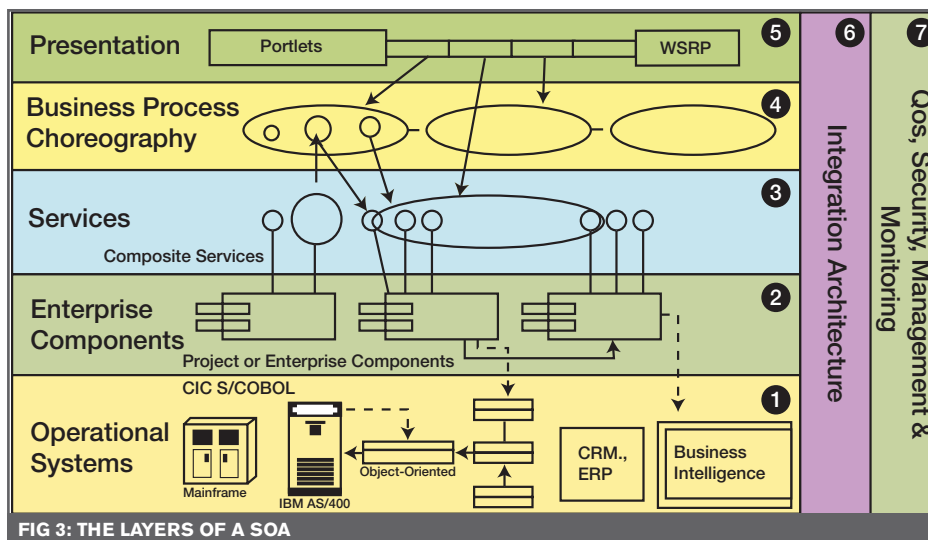 Presentation
Portlets
WSRP
5
Business Process
Choreography
4
Services
3
Composite Services
Enterprise
Components
2
Project or Enterprise Components
CIC S/COBOL
1
Operational
Systems
Mainframe
IBM AS/400
Object-Oriented
CRM.,
ERP
Business
Intelligence
6
Integration Architecture
7
Qos, Security, Management &
Monitoring
FIG 3: THE LAYERS OF A SOA